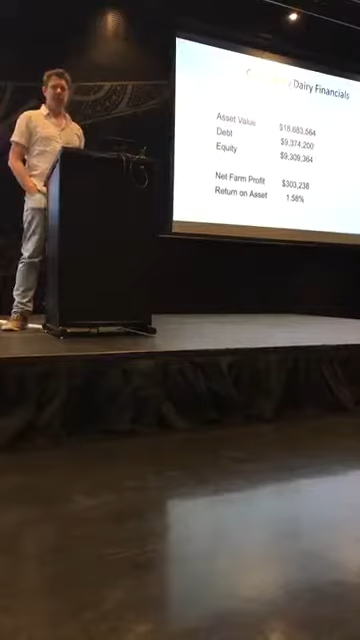 Dairy Financials
Asset Value $18,683,564
Debt $9,374,200
Equity $9,309,364
Net Farm Profit $303,238
Return on Asset 1.58%